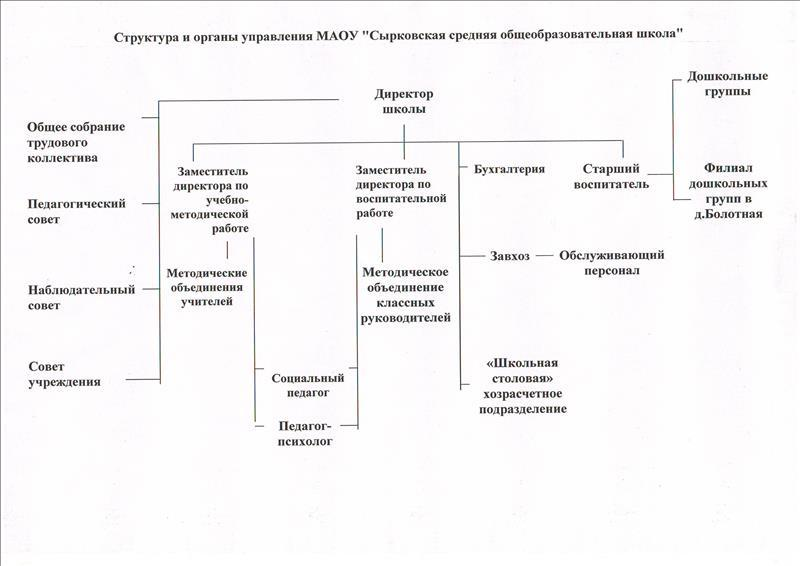 Структура и органы управления МАОУ "Сырковская средняя общеобразовательная школа"
Директор
школы
Дошкольные
группы
Общее собрание
трудового
коллектива
Педагогический
совет
Наблюдательный
совет
Совет
учреждения
Заместитель
директора по
учебно-
методической
работе
Заместитель
директора по
воспитательной
работе
Бухгалтерия
Старший
воспитатель
Филиал
дошкольных
групп в
д.Болотная
Методические
объединения
учителей
Методическое
объединение
классных
руководителей
Завхоз
Обслуживающий
персонал
Социальный
педагог
Педагог-
психолог
«Школьная
столовая»
хозрасчетное
подразделение